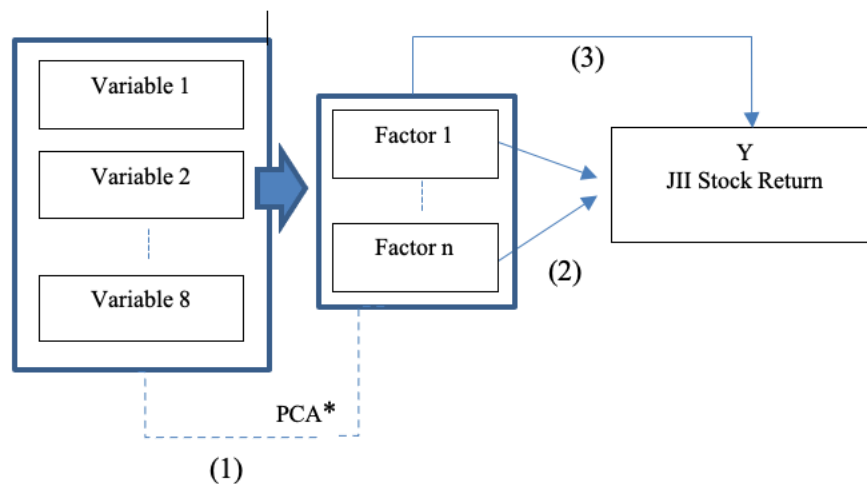 Variable 1
Variable 2
Variable 8
Factor 1
Factor n
(3)
Y
JII Stock Return
(2)
PCA*
(1)